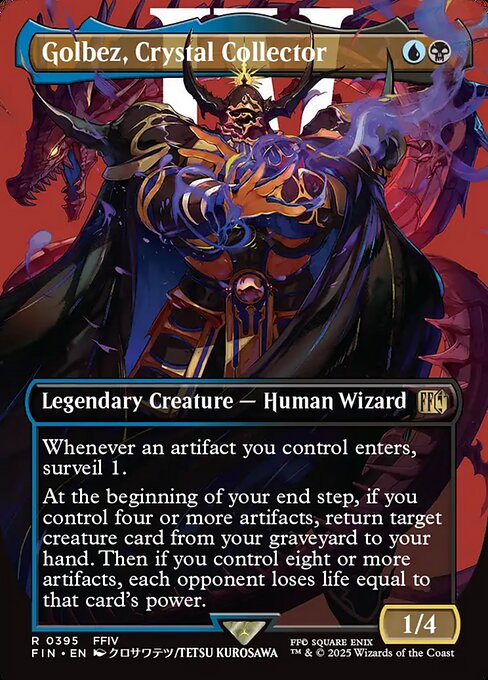 IV
Golbez, Crystal Collector
Legendary Creature — Human Wizard
FFIV
Whenever an artifact you control enters,
surveil 1.
At the beginning of your end step, if you
control four or more artifacts, return target
creature card from your graveyard to your
hand. Then if you control eight or more
artifacts, each opponent loses life equal to
that card's power.
1/4
R 0395 FFIV
FIN • EN クロサワテツ/TETSU KUROSAWA
FF© SQUARE ENIX
™ & © 2025 Wizards of the Coast